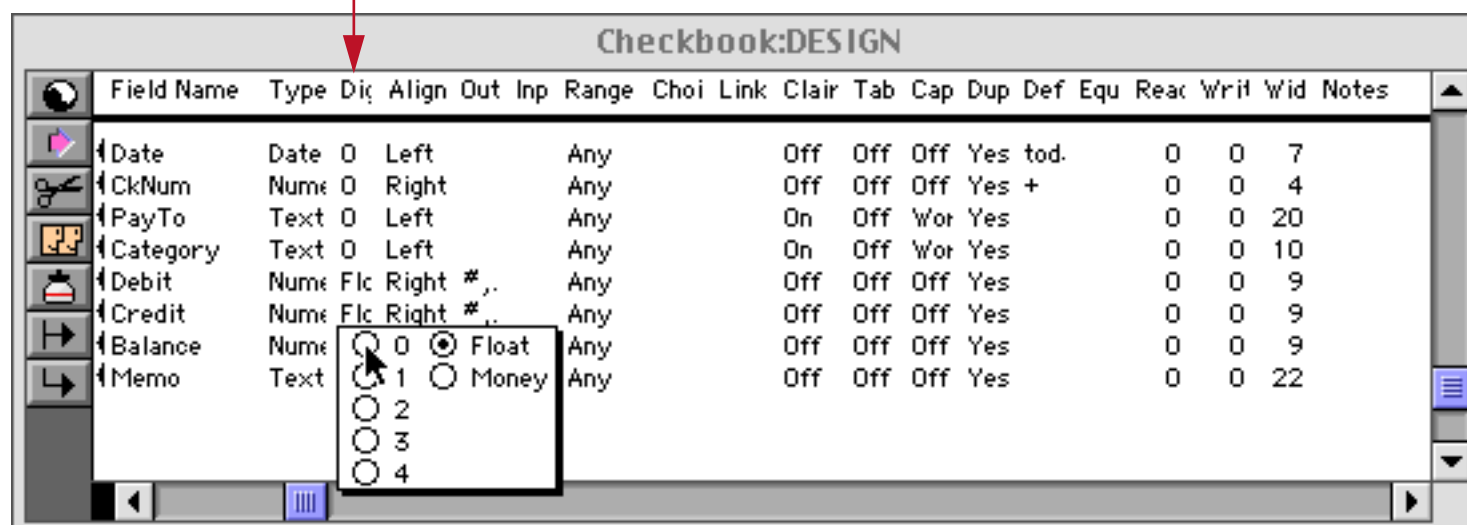 Checkbook:DESIGN
Field Name Type Dig Align Out Inp Range Choi Link Clair Tab Cap Dup Def Equ Read Writ Wid Notes
Date Date 0 Left Any Off Off Off Yes tod. 0 0 7
CkNum Nume 0 Right Any Off Off Off Yes + 0 0 4
PayTo Text 0 Left Any On Off Wor Yes 0 0 20
Category Text 0 Left Any On Off Wor Yes 0 0 10
Debit Nume Flo Right #,. Any Off Off Off Yes 0 0 9
Credit Nume Flo Right #,. Any Off Off Off Yes 0 0 9
Balance Nume 0 Float Any Off Off Off Yes 0 0 9
Memo Text 1 Money Any Off Off Off Yes 0 0 22
2
3
4